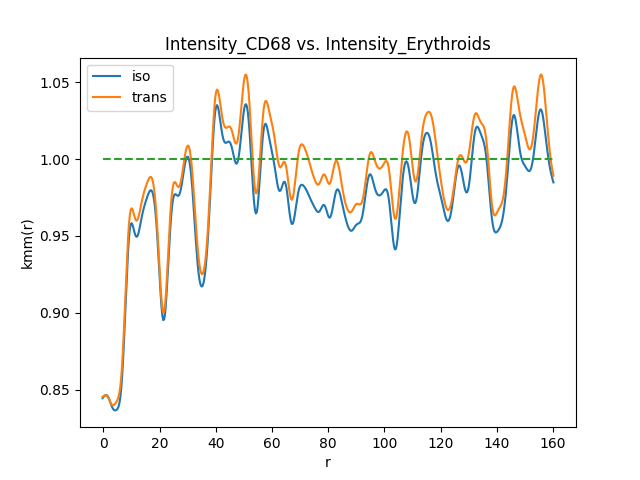 Intensity_CD68 vs. Intensity_Erythroids
iso
trans
kmm(r)
1.05
1.00
0.95
0.90
0.85
0 20 40 60 80 100 120 140 160
r